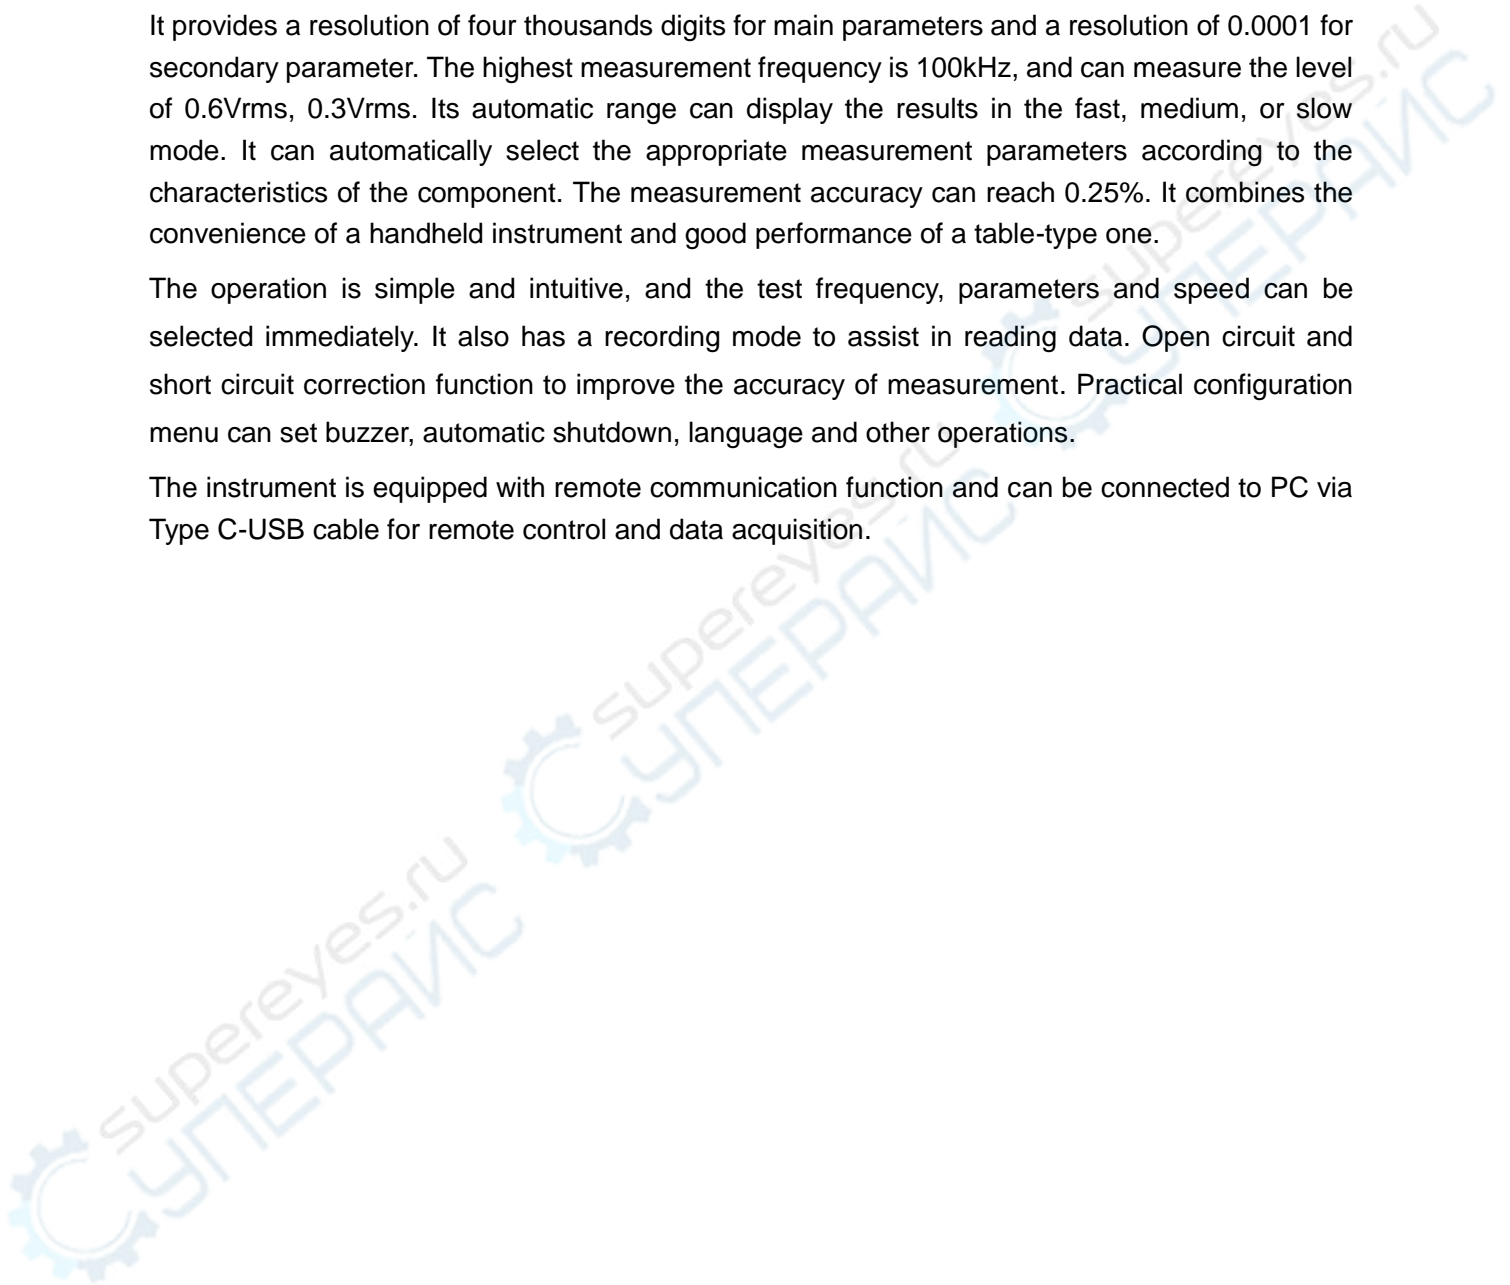 It provides a resolution of four thousands digits for main parameters and a resolution of 0.0001 for
secondary parameter. The highest measurement frequency is 100kHz, and can measure the level
of 0.6Vrms, 0.3Vrms. Its automatic range can display the results in the fast, medium, or slow
mode. It can automatically select the appropriate measurement parameters according to the
characteristics of the component. The measurement accuracy can reach 0.25%. It combines the
convenience of a handheld instrument and good performance of a table-type one.
The operation is simple and intuitive, and the test frequency, parameters and speed can be
selected immediately. It also has a recording mode to assist in reading data. Open circuit and
short circuit correction function to improve the accuracy of measurement. Practical configuration
menu can set buzzer, automatic shutdown, language and other operations.
The instrument is equipped with remote communication function and can be connected to PC via
Type C-USB cable for remote control and data acquisition.
supereyes.ru
СУПЕРАЙС
supereyes.ru
СУПЕРАЙС
supereyes.ru
СУПЕРАЙС